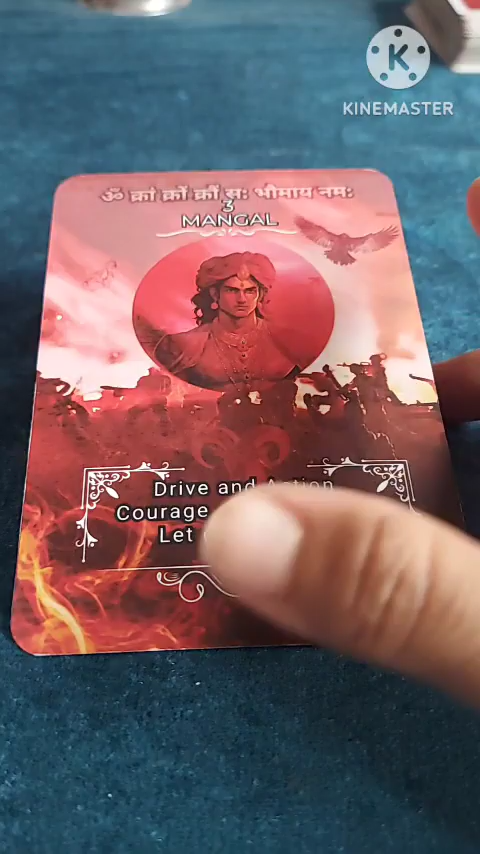 KINEMASTER
ॐ क्रां क्रीं क्रौं सः भौमाय नमः
3
MANGAL
Drive and Action
Courage
Let